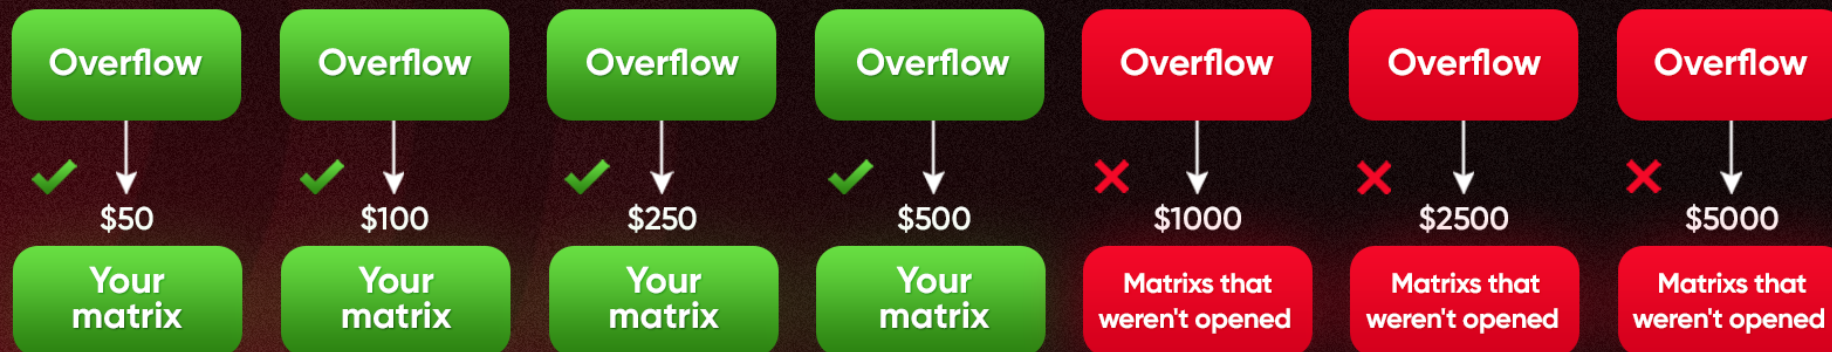 Overflow Overflow Overflow Overflow Overflow Overflow Overflow
$50 $100 $250 $500 $1000 $2500 $5000
Your Your Your Your Matrixs that Matrixs that Matrixs that
matrix matrix matrix matrix weren't opened weren't opened weren't opened